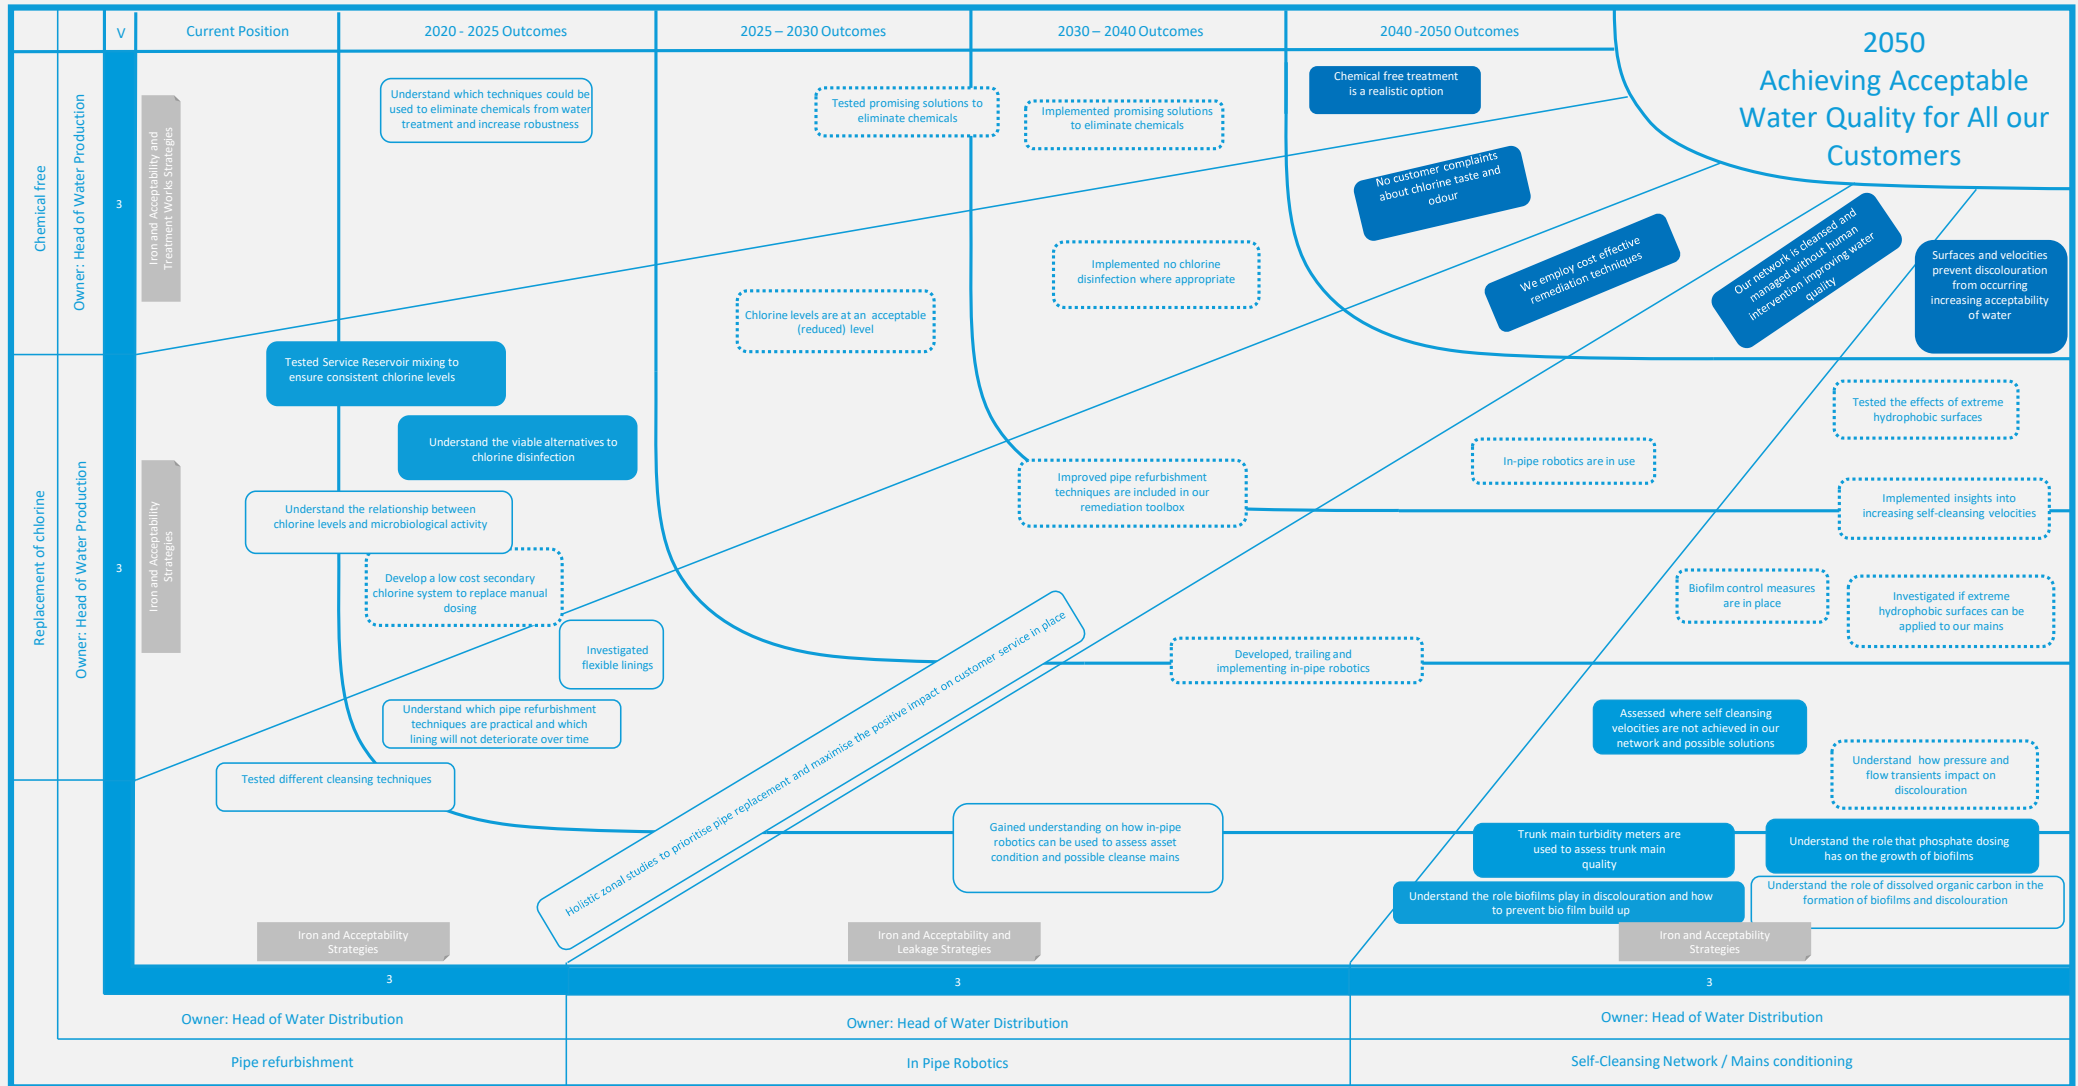 V
Current Position
2020 - 2025 Outcomes
2025 – 2030 Outcomes
2030 – 2040 Outcomes
2040 -2050 Outcomes
2050
Achieving Acceptable
Water Quality for All our
Customers
Chemical free
Owner: Head of Water Production
3
Iron and Acceptability and
Treatment Works Strategies
Understand which techniques could be
used to eliminate chemicals from water
treatment and increase robustness
Tested promising solutions to
eliminate chemicals
Implemented promising solutions
to eliminate chemicals
Chemical free treatment
is a realistic option
No customer complaints
about chlorine taste and
odour
We employ cost effective
remediation techniques
Our network is cleansed and
managed without human
intervention improving water
quality
Surfaces and velocities
prevent discolouration
from occurring
increasing acceptability
of water
Implemented no chlorine
disinfection where appropriate
Chlorine levels are at an acceptable
(reduced) level
Replacement of chlorine
Owner: Head of Water Production
3
Iron and Acceptability
Strategies
Tested Service Reservoir mixing to
ensure consistent chlorine levels
Understand the viable alternatives to
chlorine disinfection
Understand the relationship between
chlorine levels and microbiological activity
Develop a low cost secondary
chlorine system to replace manual
dosing
Investigated
flexible linings
Understand which pipe refurbishment
techniques are practical and which
lining will not deteriorate over time
Tested different cleansing techniques
Improved pipe refurbishment
techniques are included in our
remediation toolbox
In-pipe robotics are in use
Tested the effects of extreme
hydrophobic surfaces
Implemented insights into
increasing self-cleansing velocities
Biofilm control measures
are in place
Investigated if extreme
hydrophobic surfaces can be
applied to our mains
Holistic zonal studies to prioritise pipe replacement and maximise the positive impact on customer service in place
Developed, trailing and
implementing in-pipe robotics
Assessed where self cleansing
velocities are not achieved in our
network and possible solutions
Understand how pressure and
flow transients impact on
discolouration
Gained understanding on how in-pipe
robotics can be used to assess asset
condition and possible cleanse mains
Trunk main turbidity meters are
used to assess trunk main
quality
Understand the role that phosphate dosing
has on the growth of biofilms
Understand the role biofilms play in discolouration and how
to prevent bio film build up
Understand the role of dissolved organic carbon in the
formation of biofilms and discolouration
Iron and Acceptability
Strategies
Iron and Acceptability and
Leakage Strategies
Iron and Acceptability
Strategies
3
3
3
Owner: Head of Water Distribution
Owner: Head of Water Distribution
Owner: Head of Water Distribution
Pipe refurbishment
In Pipe Robotics
Self-Cleansing Network / Mains conditioning